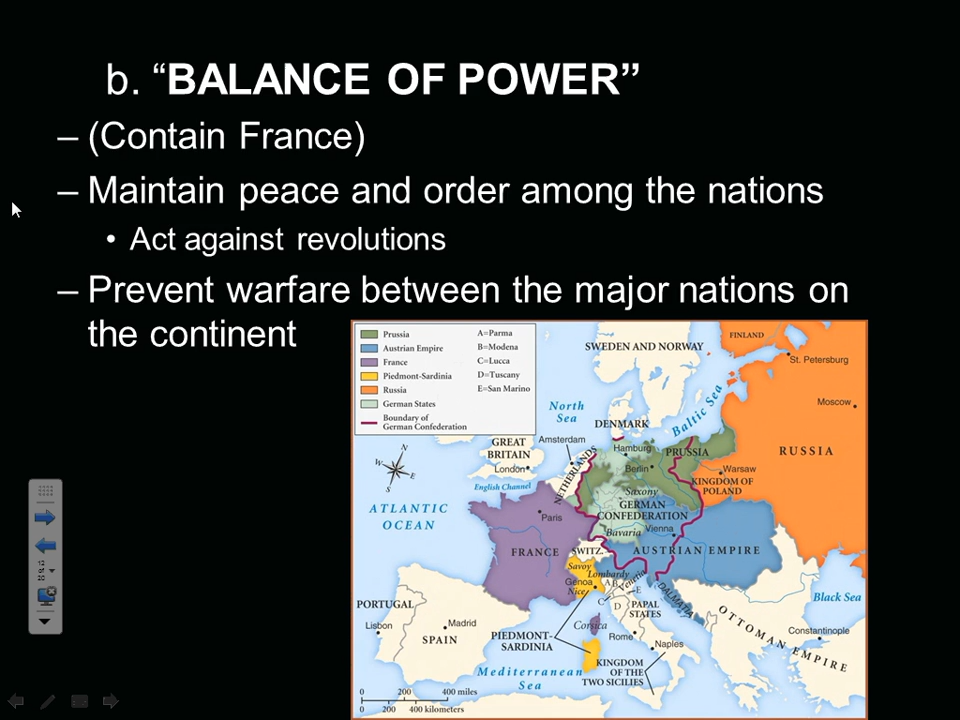 b. “BALANCE OF POWER”
– (Contain France)
– Maintain peace and order among the nations
• Act against revolutions
– Prevent warfare between the major nations on
the continent
Prussia
Austrian Empire
France
Piedmont-Sardinia
Russia
German States
Boundary of
German Confederation
A=Parma
B=Modena
C=Lucca
D=Tuscany
E=San Marino
SWEDEN AND NORWAY
FINLAND
St. Petersburg
Moscow
RUSSIA
North
Sea
Baltic Sea
DENMARK
GREAT
BRITAIN
London
English Channel
Amsterdam
NETHERLANDS
Hamburg
Berlin
PRUSSIA
Warsaw
KINGDOM OF
POLAND
N
W
E
S
ATLANTIC
OCEAN
Saxony
GERMAN
CONFEDERATION
Bavaria
Vienna
Paris
FRANCE
SWITZ.
AUSTRIAN EMPIRE
Savoy
Lombardy
Venetia
Genoa
Nice
A
B
C
D
E
DALMATIA
PAPAL
STATES
Corsica
Rome
Naples
PORTUGAL
Lisbon
Madrid
SPAIN
PIEDMONT-
SARDINIA
KINGDOM
OF THE
TWO SICILIES
Mediterranean
Sea
Black Sea
Constantinople
OTTOMAN EMPIRE
0 200 400 miles
0 200 400 kilometers
12
of
26